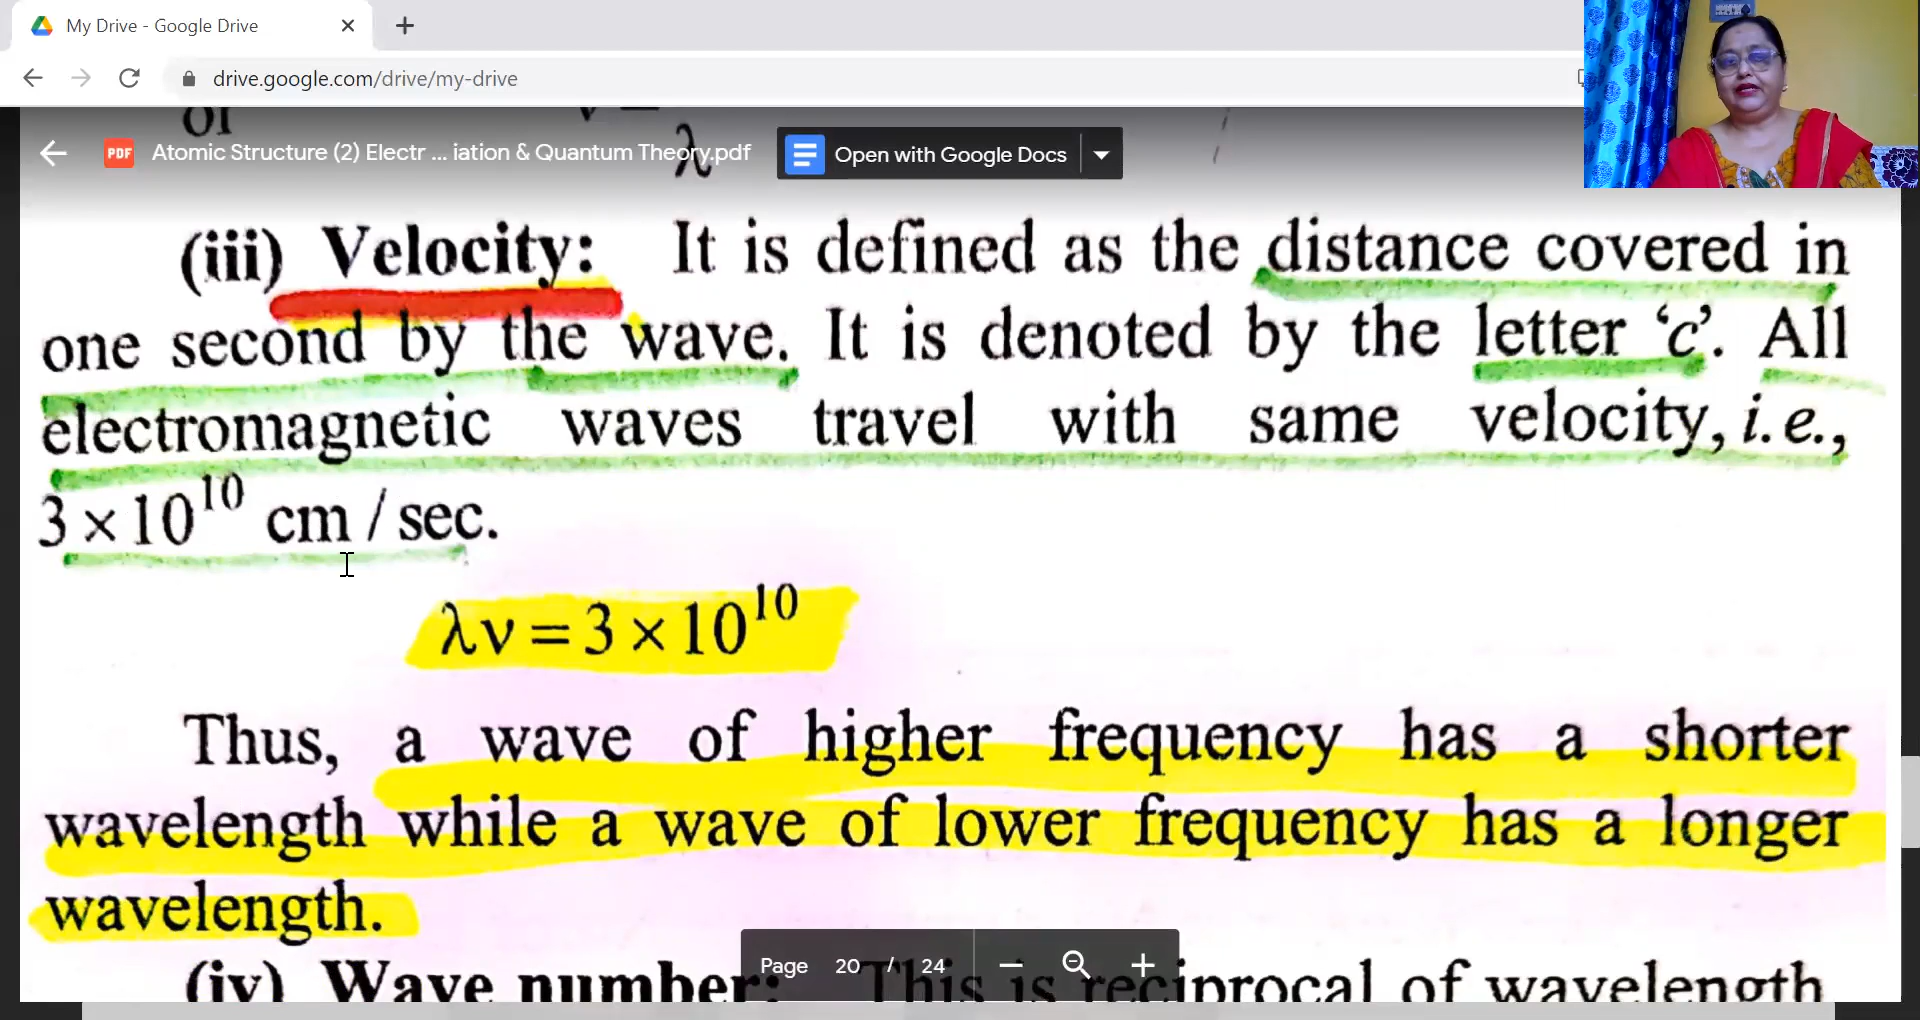 My Drive - Google Drive
drive.google.com/drive/my-drive
or
λ
PDF Atomic Structure (2) Electr ... iation & Quantum Theory.pdf
Open with Google Docs
(iii) Velocity: It is defined as the distance covered in
one second by the wave. It is denoted by the letter ‘c’. All
electromagnetic waves travel with same velocity, i.e.,
3 × 10¹⁰ cm / sec.
λν = 3 × 10¹⁰
Thus, a wave of higher frequency has a shorter
wavelength while a wave of lower frequency has a longer
wavelength.
Page 20 / 24
(iv) Wave number: This is reciprocal of wavelength